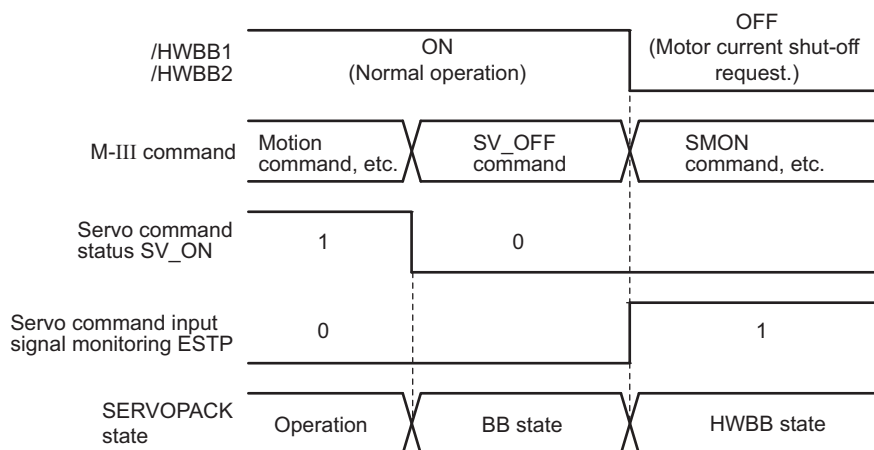 /HWBB1
/HWBB2
ON
(Normal operation)
OFF
(Motor current shut-off
request.)
M-III command
Motion
command, etc.
SV_OFF
command
SMON
command, etc.
Servo command
status SV_ON
1
0
Servo command input
signal monitoring ESTP
0
1
SERVOPACK
state
Operation
BB state
HWBB state